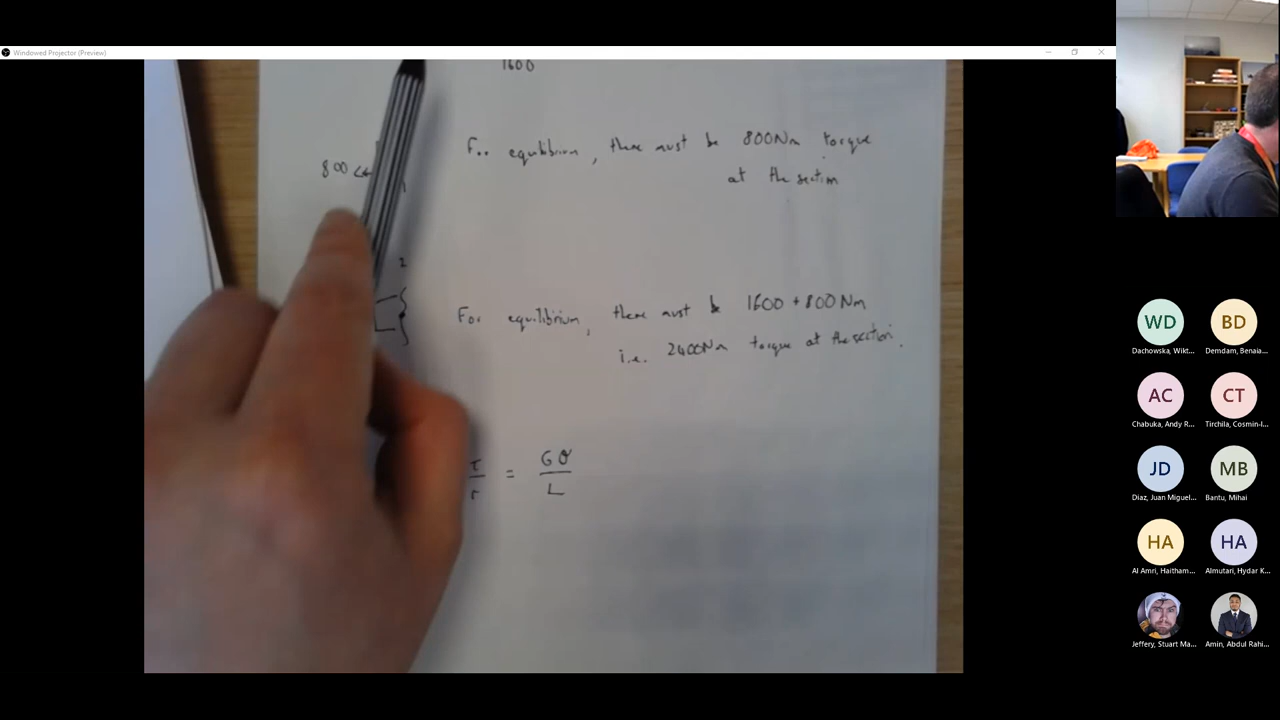 Windowed Projector (Preview)
1600
For equilibrium, there must be 800Nm torque
at the section
800
2
For equilibrium, there must be 1600 + 800 Nm
i.e. 2400Nm torque at the section.
τ/r = Gθ/L
WD
BD
Dachowska, Wikt...
Demdam, Benaia...
AC
CT
Chabuka, Andy R...
Tirchila, Cosmin-I...
JD
MB
Diaz, Juan Miguel...
Bantu, Mihai
HA
HA
Al Amri, Haitham...
Almutari, Hydar K...
Jeffery, Stuart Ma...
Amin, Abdul Rahi...